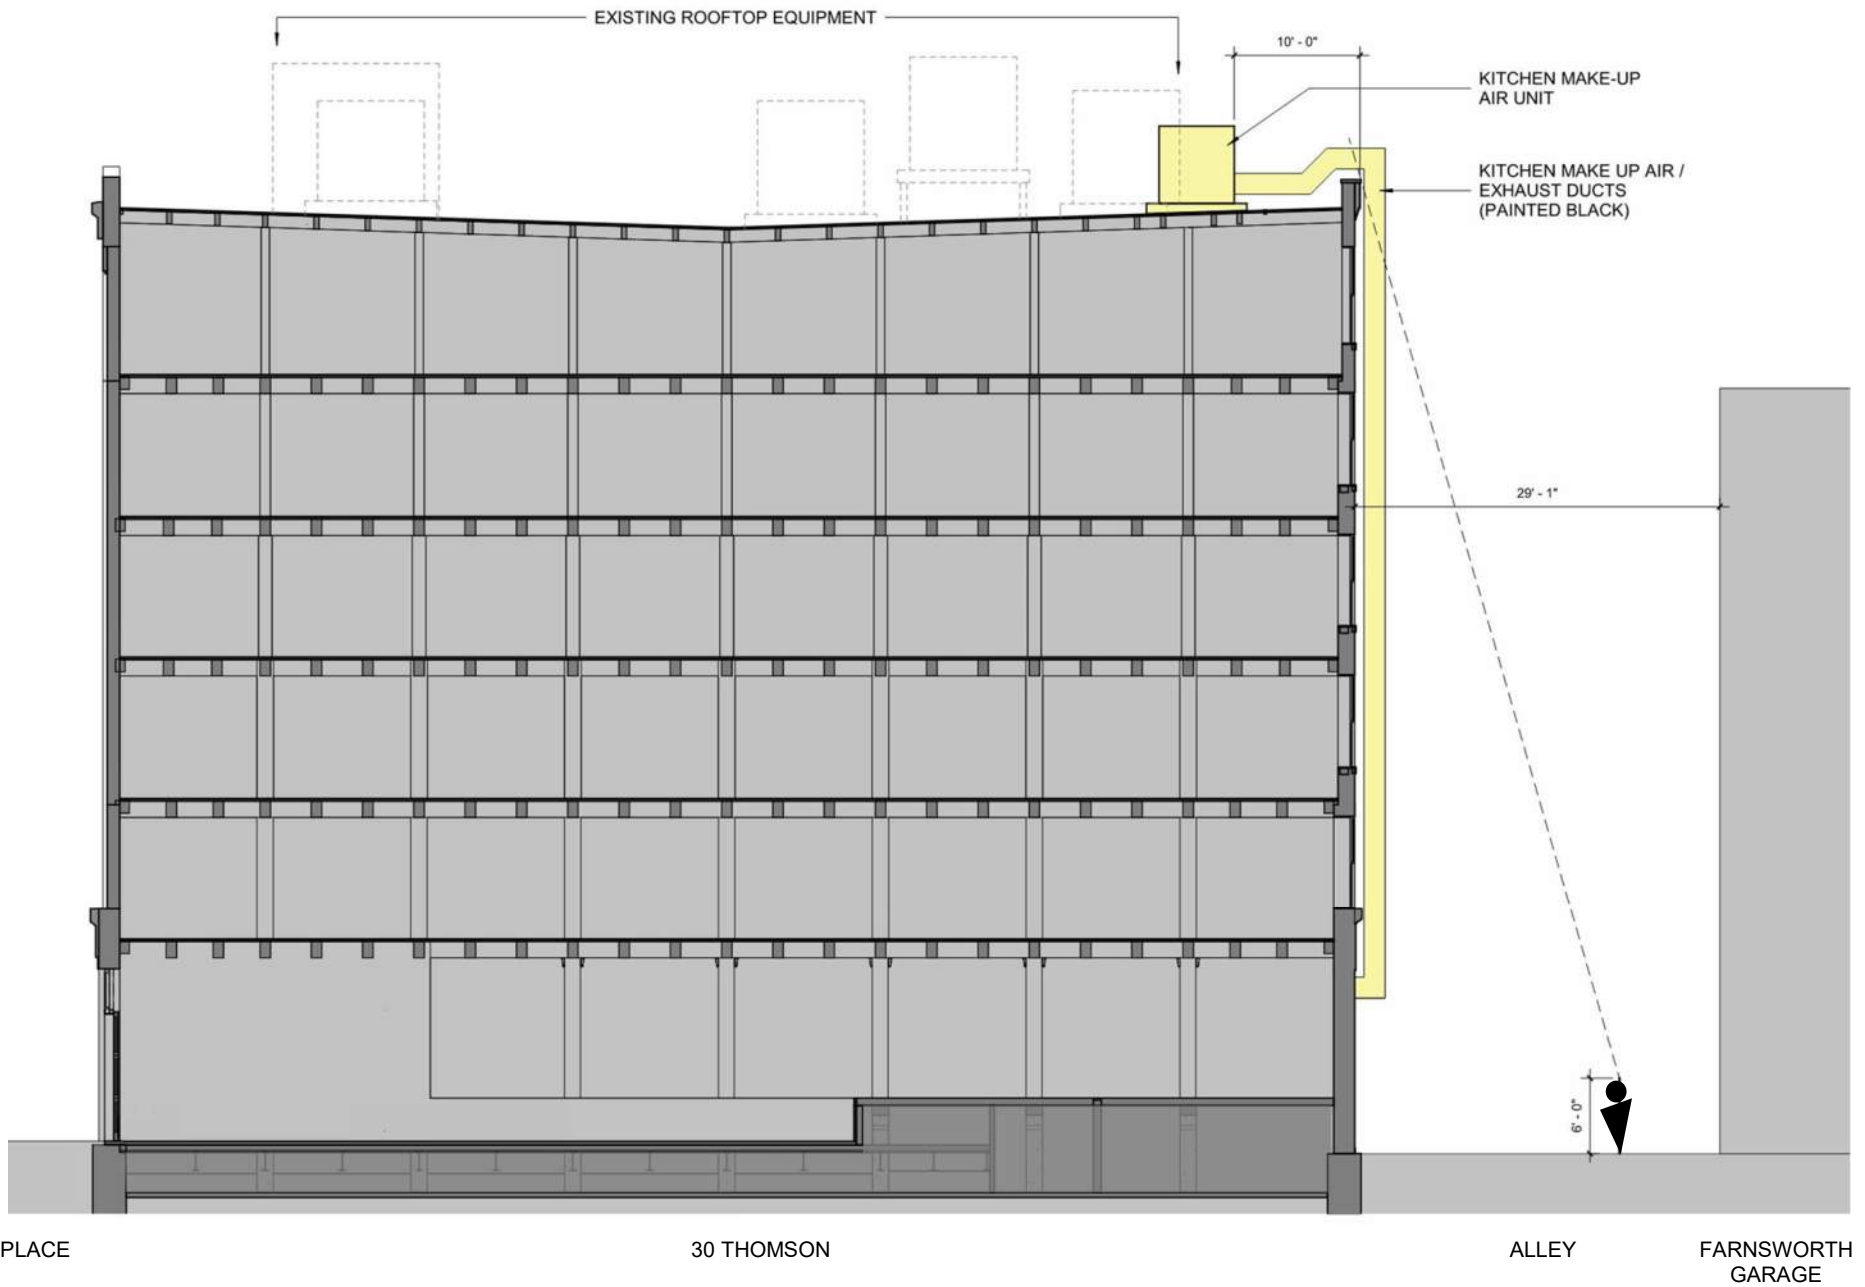 EXISTING ROOFTOP EQUIPMENT
10' - 0"
KITCHEN MAKE-UP
AIR UNIT
KITCHEN MAKE UP AIR /
EXHAUST DUCTS
(PAINTED BLACK)
29' - 1"
6' - 0"
PLACE
30 THOMSON
ALLEY
FARNSWORTH
GARAGE